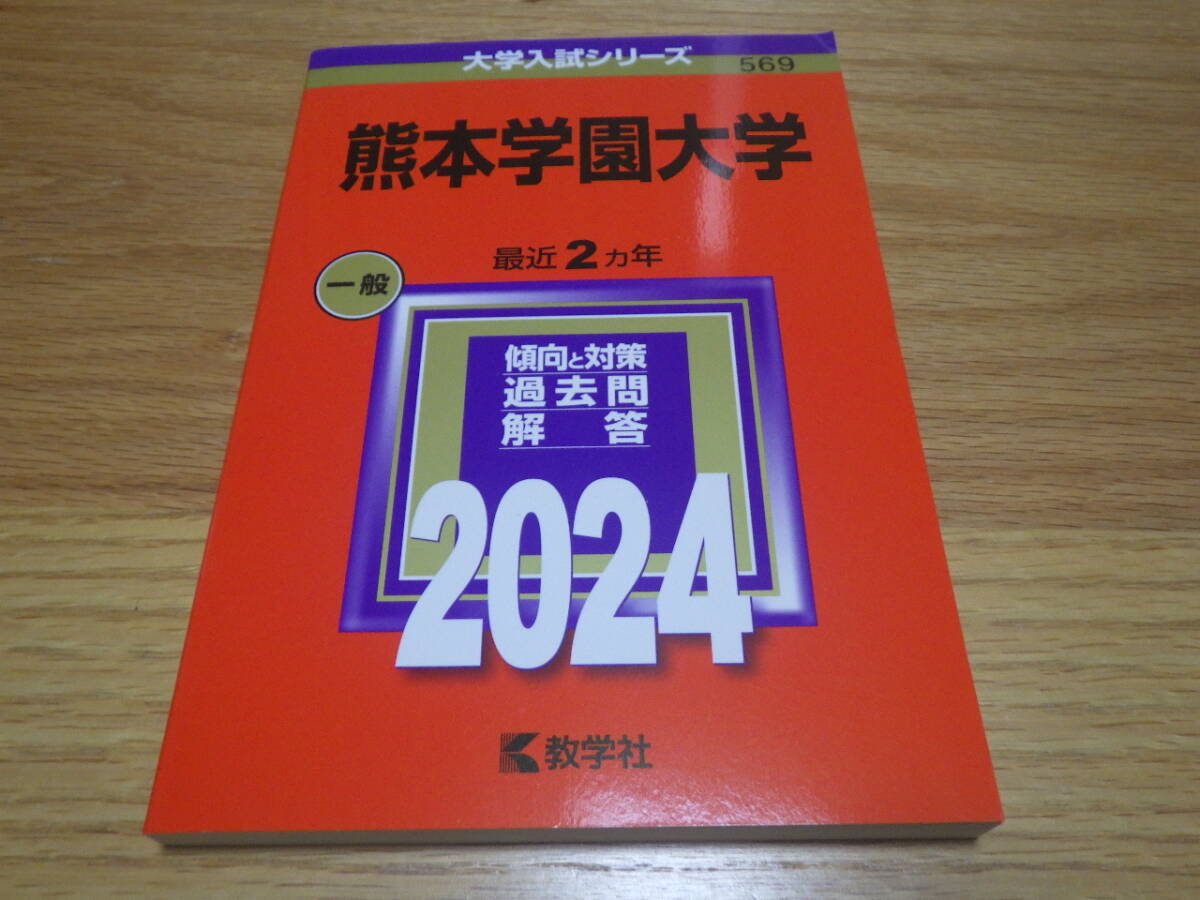 大学入試シリーズ
569
熊本学園大学
最近2カ年
一般
傾向と対策
過去問
解答
2024
教学社